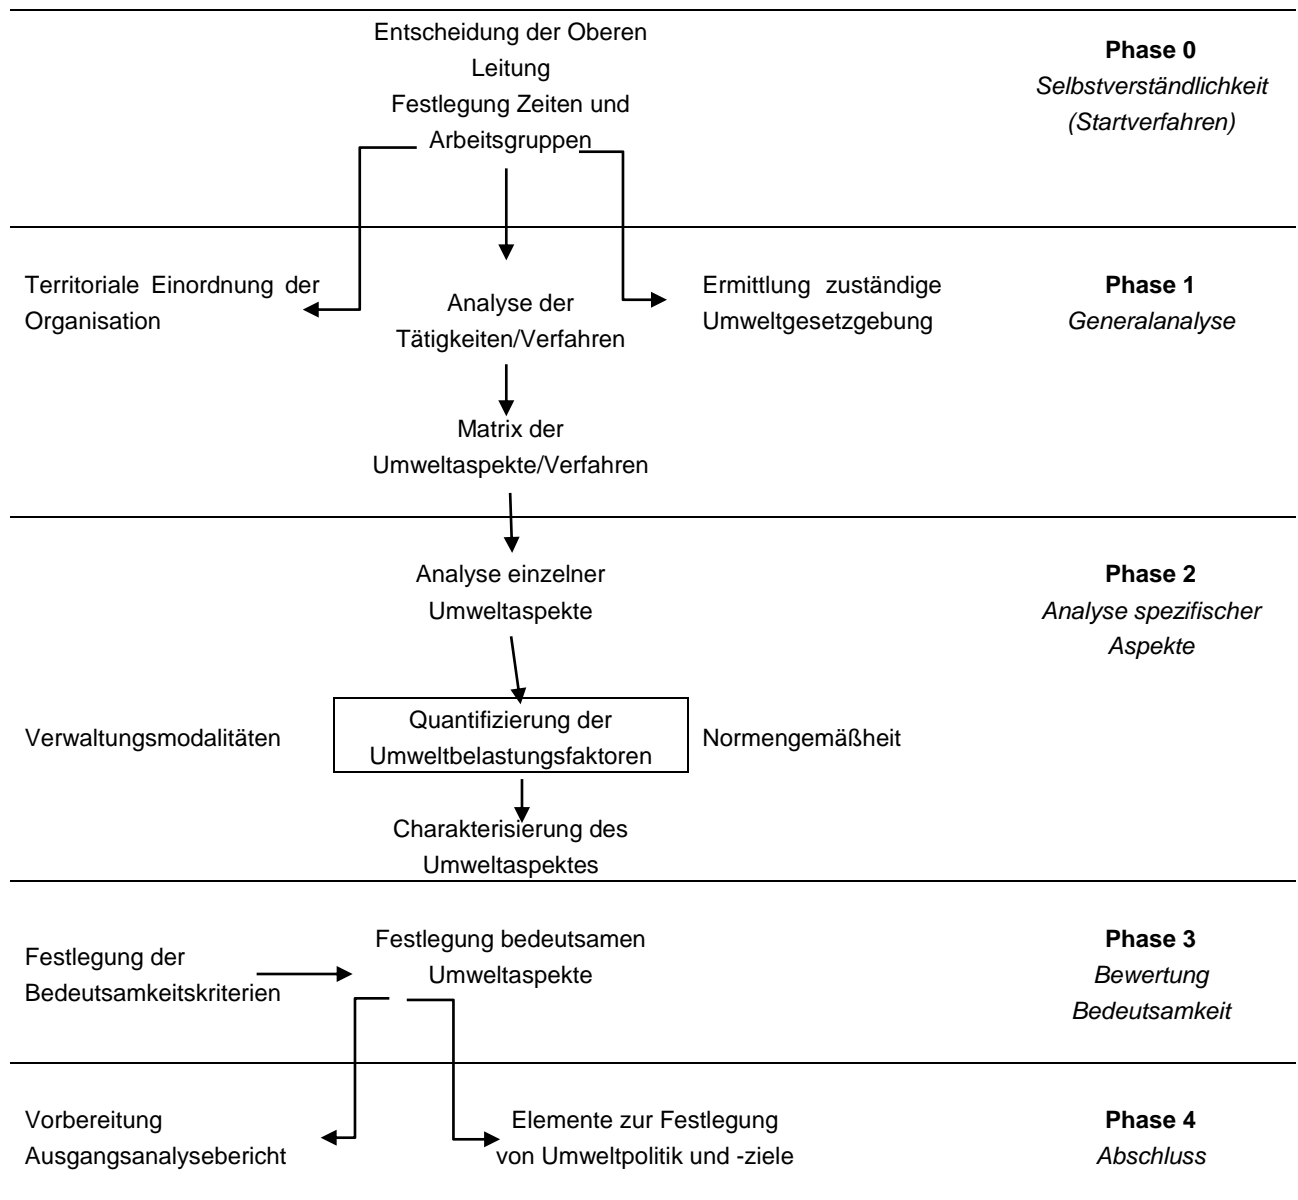 Entscheidung der Oberen
Leitung
Festlegung Zeiten und
Arbeitsgruppen
Phase 0
Selbstverständlichkeit
(Startverfahren)
Territoriale Einordnung der
Organisation
Analyse der
Tätigkeiten/Verfahren
Ermittlung zuständige
Umweltgesetzgebung
Phase 1
Generalanalyse
Matrix der
Umweltaspekte/Verfahren
Analyse einzelner
Umweltaspekte
Phase 2
Analyse spezifischer
Aspekte
Verwaltungsmodalitäten
Quantifizierung der
Umweltbelastungsfaktoren
Normengemäßheit
Charakterisierung des
Umweltaspektes
Festlegung der
Bedeutsamkeitskriterien
Festlegung bedeutsamen
Umweltaspekte
Phase 3
Bewertung
Bedeutsamkeit
Vorbereitung
Ausgangsanalysebericht
Elemente zur Festlegung
von Umweltpolitik und -ziele
Phase 4
Abschluss